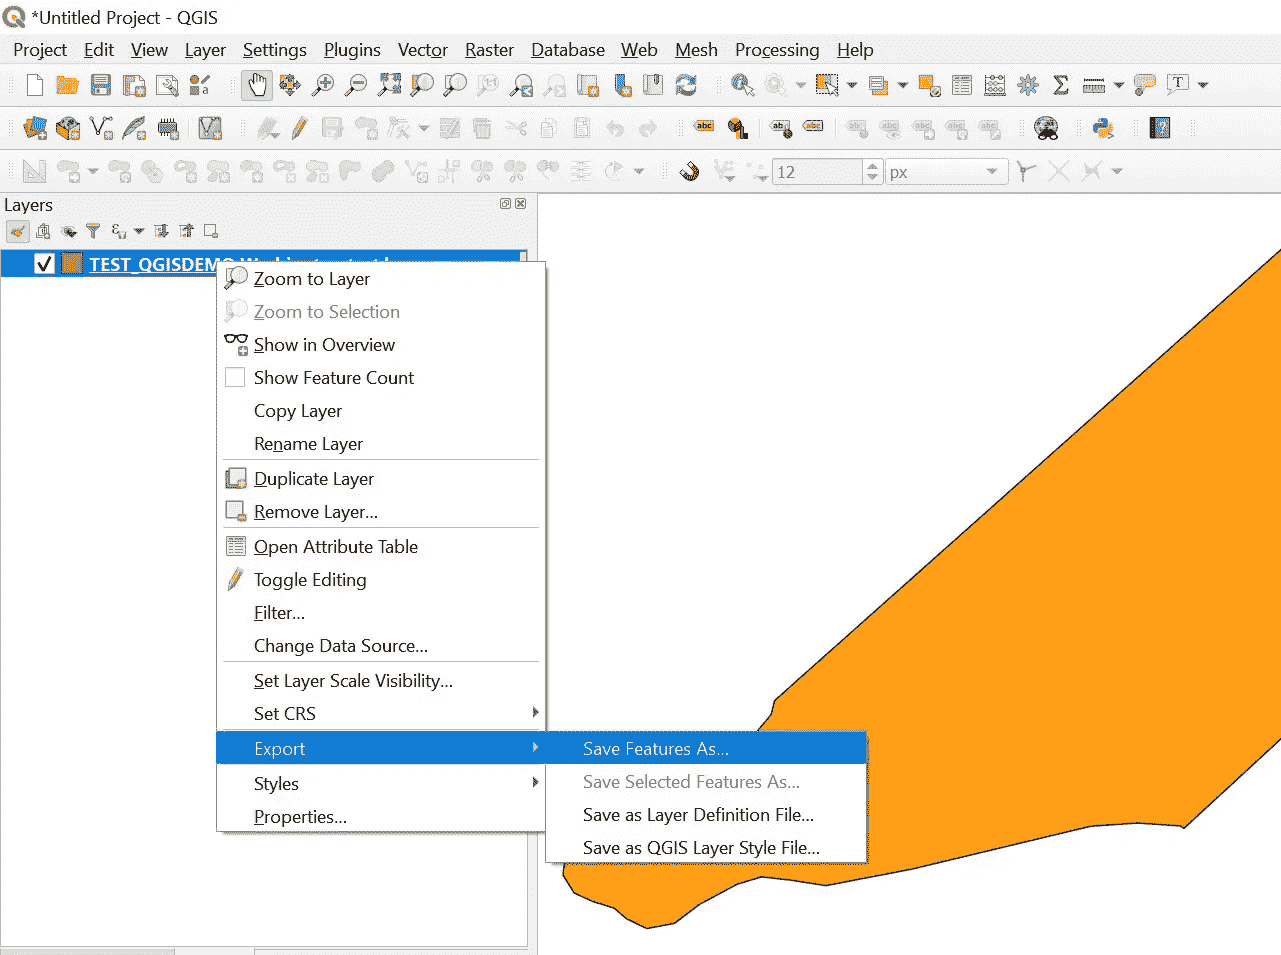 *Untitled Project - QGIS
Project Edit View Layer Settings Plugins Vector Raster Database Web Mesh Processing Help
12 px
Layers
TEST_QGISDEMO
Zoom to Layer
Zoom to Selection
Show in Overview
Show Feature Count
Copy Layer
Rename Layer
Duplicate Layer
Remove Layer...
Open Attribute Table
Toggle Editing
Filter...
Change Data Source...
Set Layer Scale Visibility...
Set CRS
Export
Save Features As...
Save Selected Features As...
Save as Layer Definition File...
Save as QGIS Layer Style File...
Styles
Properties...